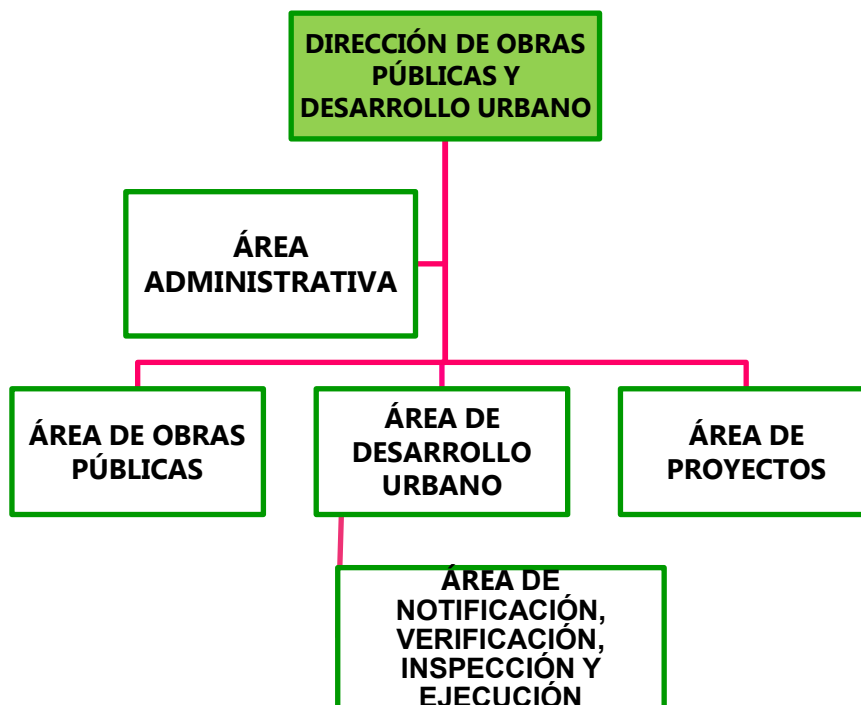 DIRECCIÓN DE OBRAS
PÚBLICAS Y
DESARROLLO URBANO
ÁREA
ADMINISTRATIVA
ÁREA DE OBRAS
PÚBLICAS
ÁREA DE
DESARROLLO
URBANO
ÁREA DE
PROYECTOS
ÁREA DE
NOTIFICACIÓN,
VERIFICACIÓN,
INSPECCIÓN Y
EJECUCIÓN